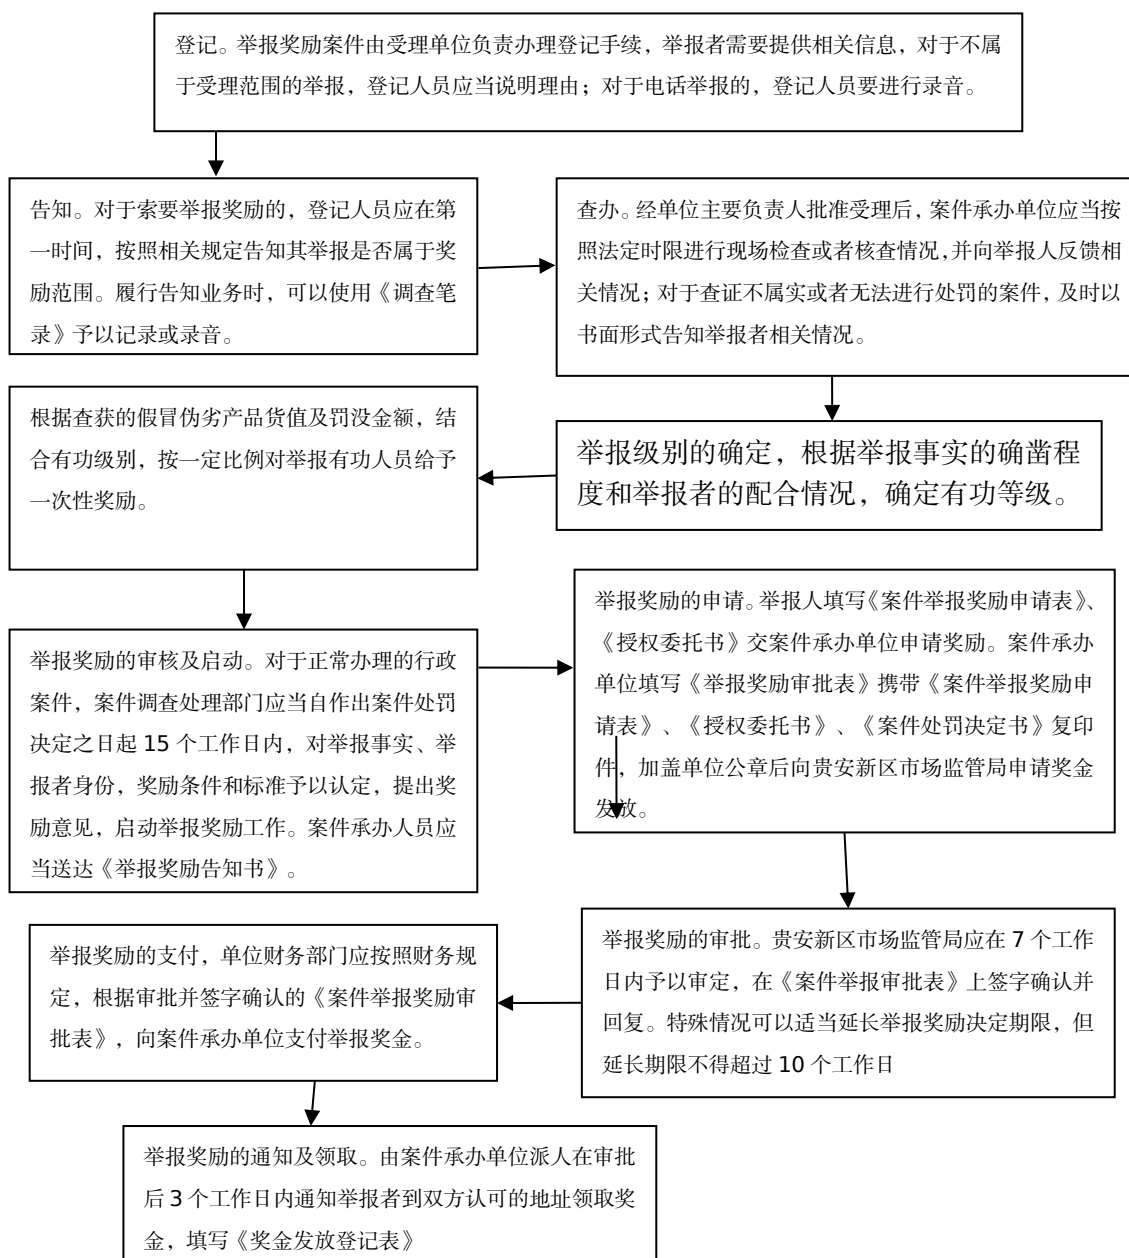 登记。举报奖励案件由受理单位负责办理登记手续，举报者需要提供相关信息，对于不属
于受理范围的举报，登记人员应当说明理由；对于电话举报的，登记人员要进行录音。
告知。对于索要举报奖励的，登记人员应在第
一时间，按照相关规定告知其举报是否属于奖
励范围。履行告知业务时，可以使用《调查笔
录》予以记录或录音。
查办。经单位主要负责人批准受理后，案件承办单位应当按
照法定时限进行现场检查或者核查情况，并向举报人反馈相
关情况；对于查证不属实或者无法进行处罚的案件，及时以
书面形式告知举报者相关情况。
举报级别的确定，根据举报事实的确凿程
度和举报者的配合情况，确定有功等级。
根据查获的假冒伪劣产品货值及罚没金额，结
合有功级别，按一定比例对举报有功人员给予
一次性奖励。
举报奖励的审核及启动。对于正常办理的行政
案件，案件调查处理部门应当自作出案件处罚
决定之日起 15 个工作日内，对举报事实、举
报者身份，奖励条件和标准予以认定，提出奖
励意见，启动举报奖励工作。案件承办人员应
当送达《举报奖励告知书》。
举报奖励的申请。举报人填写《案件举报奖励申请表》、
《授权委托书》交案件承办单位申请奖励。案件承办
单位填写《举报奖励审批表》携带《案件举报奖励申
请表》、《授权委托书》、《案件处罚决定书》复印
件，加盖单位公章后向贵安新区市场监管局申请奖金
发放。
举报奖励的审批。贵安新区市场监管局应在 7 个工作
日内予以审定，在《案件举报审批表》上签字确认并
回复。特殊情况可以适当延长举报奖励决定期限，但
延长期限不得超过 10 个工作日
举报奖励的支付，单位财务部门应按照财务规
定，根据审批并签字确认的《案件举报奖励审
批表》，向案件承办单位支付举报奖金。
举报奖励的通知及领取。由案件承办单位派人在审批
后 3 个工作日内通知举报者到双方认可的地址领取奖
金，填写《奖金发放登记表》